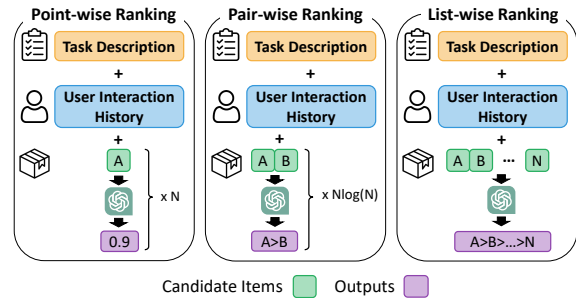 Point-wise Ranking
Task Description
+
User Interaction
History
+
A
x N
0.9
Pair-wise Ranking
Task Description
+
User Interaction
History
+
A B
x Nlog(N)
A>B
List-wise Ranking
Task Description
+
User Interaction
History
+
A B ... N
A>B>...>N
Candidate Items
Outputs